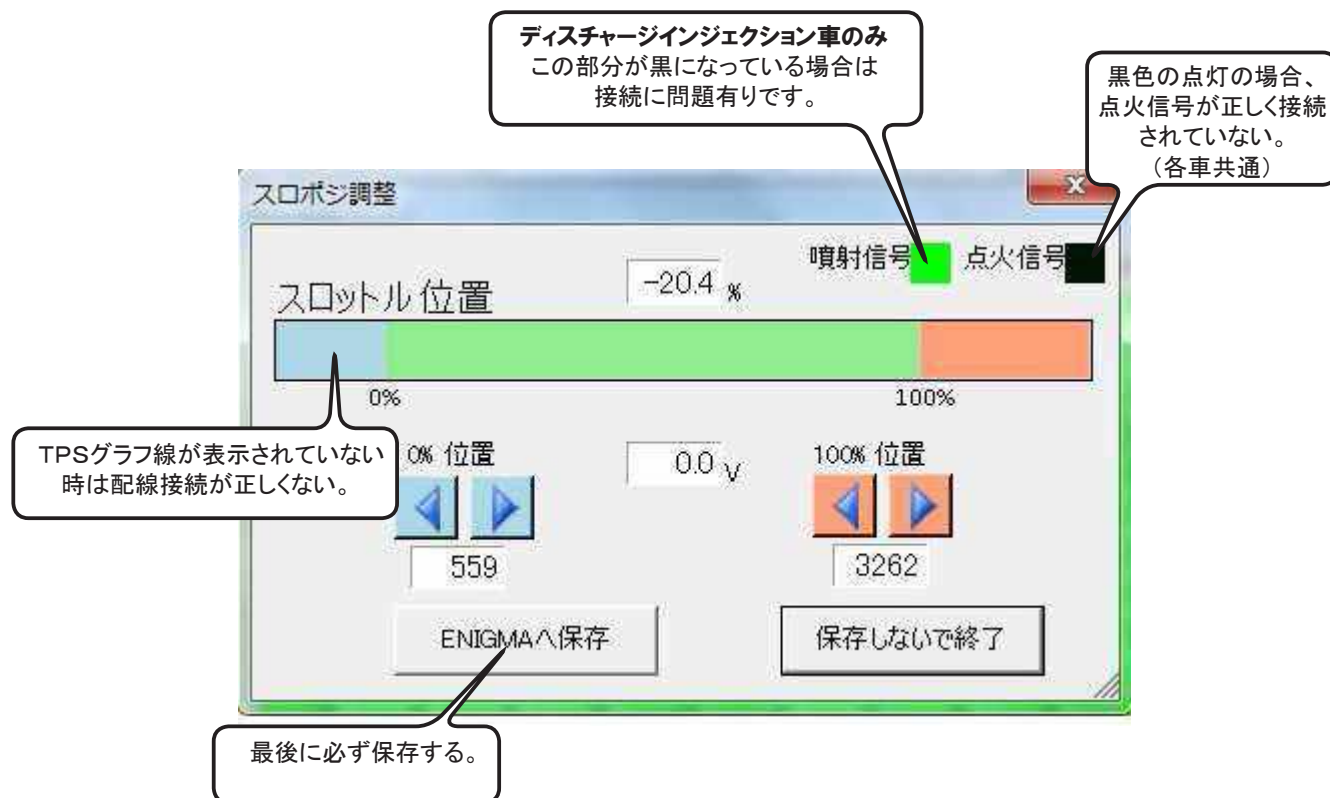 ディスチャージインジェクション車のみ
この部分が黒になっている場合は
接続に問題有りです。
黒色の点灯の場合、
点火信号が正しく接続
されていない。
（各車共通）
スロポジ調整
噴射信号
点火信号
スロットル位置
-20.4 %
0%
100%
TPSグラフ線が表示されていない
時は配線接続が正しくない。
0% 位置
0.0 V
100% 位置
559
3262
ENIGMAへ保存
保存しないで終了
最後に必ず保存する。